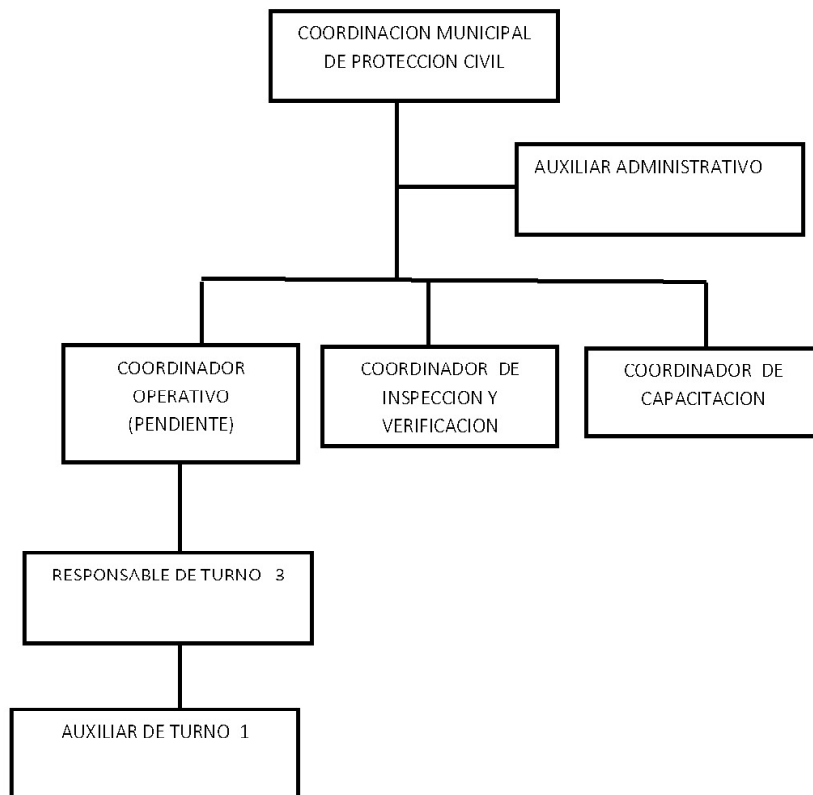 COORDINACION MUNICIPAL
DE PROTECCION CIVIL
AUXILIAR ADMINISTRATIVO
COORDINADOR
OPERATIVO
(PENDIENTE)
COORDINADOR DE
INSPECCION Y
VERIFICACION
COORDINADOR DE
CAPACITACION
RESPONSABLE DE TURNO 3
AUXILIAR DE TURNO 1